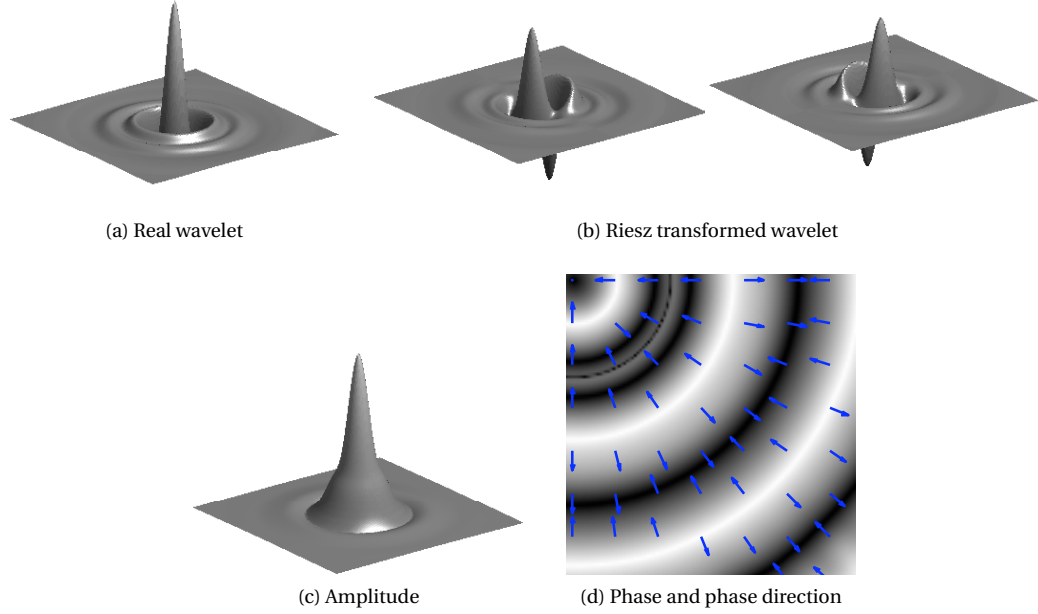 (a) Real wavelet
(b) Riesz transformed wavelet
(c) Amplitude
(d) Phase and phase direction